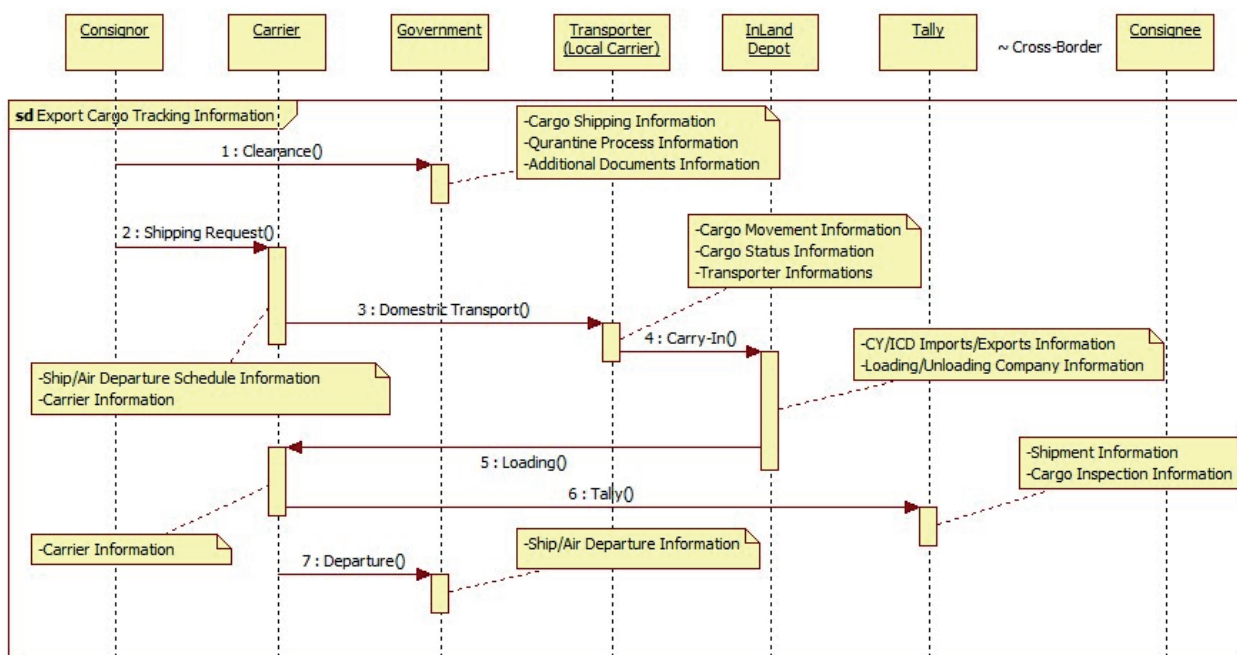 Consignor
Carrier
Government
Transporter
(Local Carrier)
InLand
Depot
Tally
~ Cross-Border
Consignee
sd Export Cargo Tracking Information
-Cargo Shipping Information
-Qurantine Process Information
-Additional Documents Information
1 : Clearance()
2 : Shipping Request()
-Cargo Movement Information
-Cargo Status Information
-Transporter Informations
3 : Domestric Transport()
4 : Carry-In()
-CY/ICD Imports/Exports Information
-Loading/Unloading Company Information
-Ship/Air Departure Schedule Information
-Carrier Information
5 : Loading()
-Shipment Information
-Cargo Inspection Information
6 : Tally()
-Carrier Information
-Ship/Air Departure Information
7 : Departure()